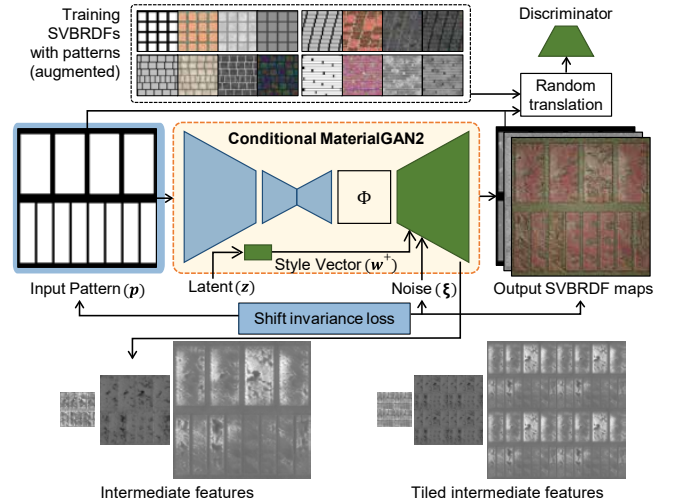 Training
SVBRDFs
with patterns
(augmented)
Discriminator
Random
translation
Conditional MaterialGAN2
Φ
Style Vector (w⁺)
Input Pattern (p)
Latent (z)
Noise (ξ)
Output SVBRDF maps
Shift invariance loss
Intermediate features
Tiled intermediate features